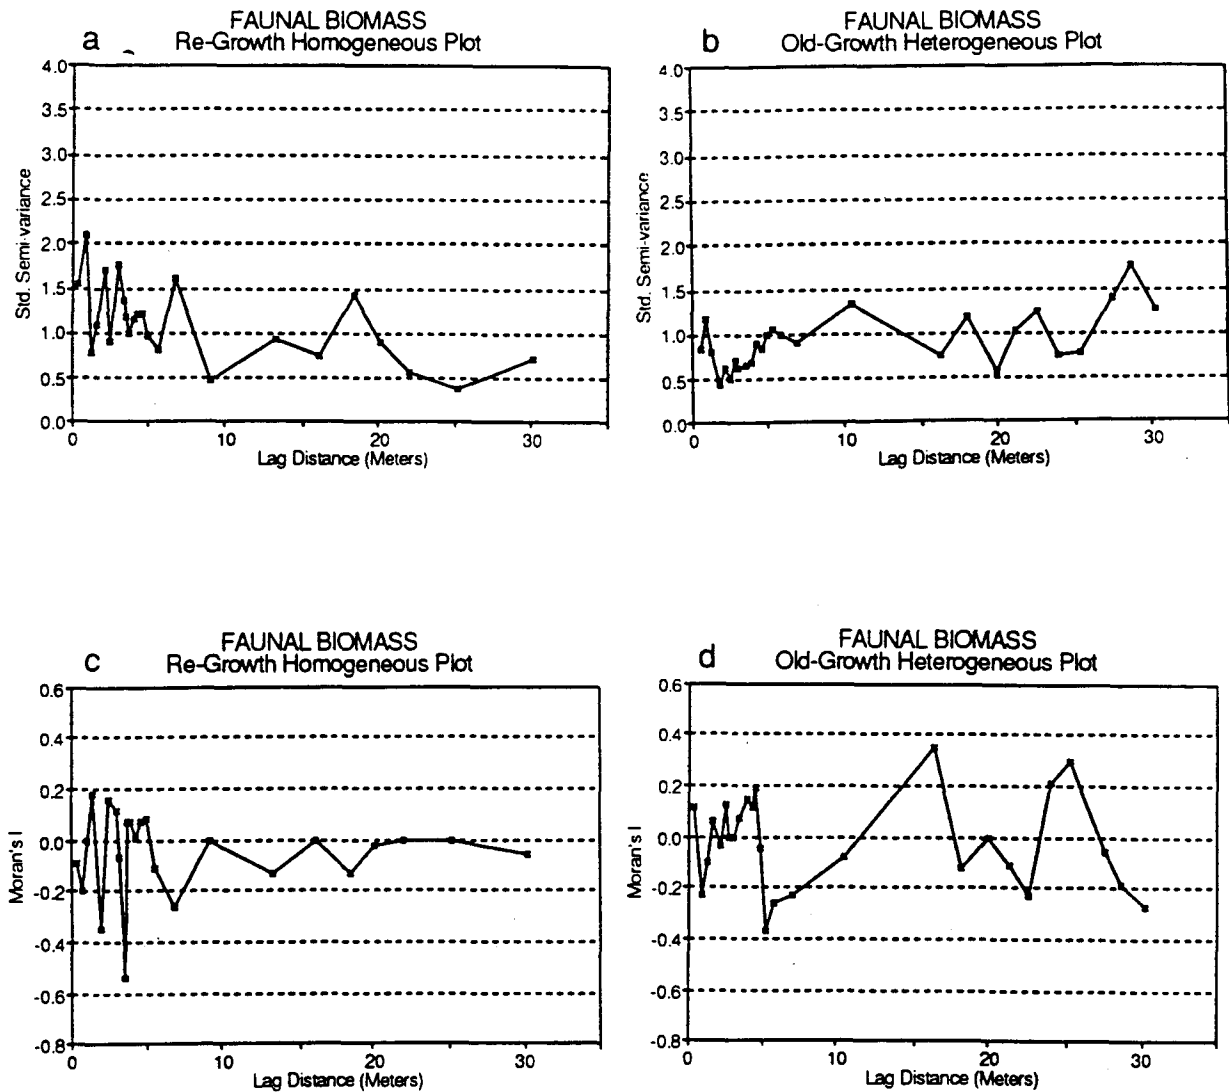 a
FAUNAL BIOMASS
Re-Growth Homogeneous Plot
4.0
3.5
3.0
2.5
2.0
1.5
1.0
0.5
0.0
Std. Semi-variance
0
10
20
30
Lag Distance (Meters)
b
FAUNAL BIOMASS
Old-Growth Heterogeneous Plot
4.0
3.5
3.0
2.5
2.0
1.5
1.0
0.5
0.0
Std. Semi-variance
0
10
20
30
Lag Distance (Meters)
c
FAUNAL BIOMASS
Re-Growth Homogeneous Plot
0.6
0.4
0.2
0.0
-0.2
-0.4
-0.6
-0.8
Moran's I
0
10
20
30
Lag Distance (Meters)
d
FAUNAL BIOMASS
Old-Growth Heterogeneous Plot
0.6
0.4
0.2
0.0
-0.2
-0.4
-0.6
-0.8
Moran's I
0
10
20
30
Lag Distance (Meters)